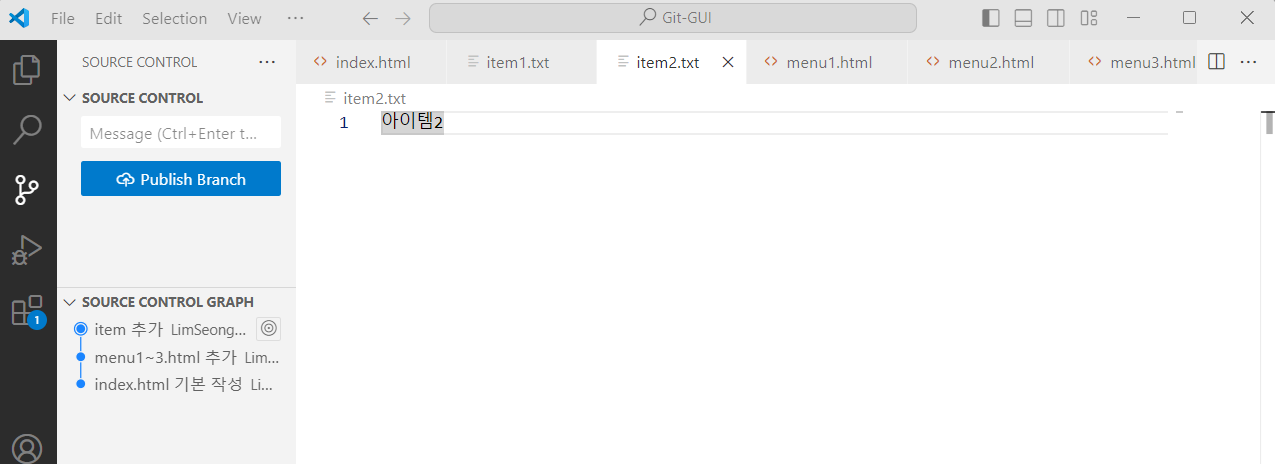 File Edit Selection View ··· Git-GUI
SOURCE CONTROL ···
index.html item1.txt item2.txt menu1.html menu2.html menu3.html ···
SOURCE CONTROL
item2.txt
Message (Ctrl+Enter t...
1 아이템2
Publish Branch
SOURCE CONTROL GRAPH
1
item 추가 LimSeong...
menu1~3.html 추가 Lim...
index.html 기본 작성 Li...